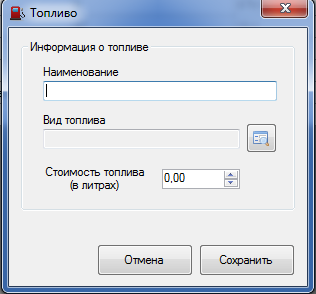 Топливо
Информация о топливе
Наименование
Вид топлива
Стоимость топлива
(в литрах)
0,00
Отмена
Сохранить